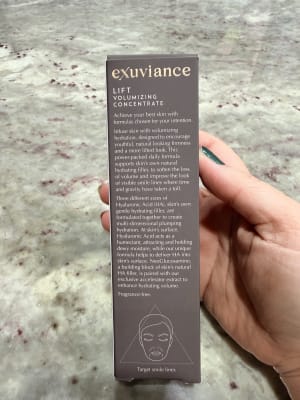 exuviance
LIFT
VOLUMIZING
CONCENTRATE
Achieve your best skin with
formulas chosen for your intention.
Infuse skin with volumizing
hydration, designed to encourage
youthful, natural looking firmness
and a more lifted look. This
power-packed daily formula
supports skin's own natural
hydrating filler, to soften the loss
of volume and improve the look
of visible smile lines where time
and gravity have taken a toll.
Three different sizes of
Hyaluronic Acid (HA), skin's own
gentle hydrating filler, are
formulated together to create
multi-dimensional plumping
hydration. At skin's surface,
Hyaluronic Acid acts as a
humectant, attracting and holding
dewy moisture, while our unique
formula helps to deliver HA into
skin's surface. NeoGlucosamine,
a building block of skin's natural
HA filler, is paired with our
exclusive accelerator extract to
enhance hydrating volume.
Fragrance-free.
Target smile lines